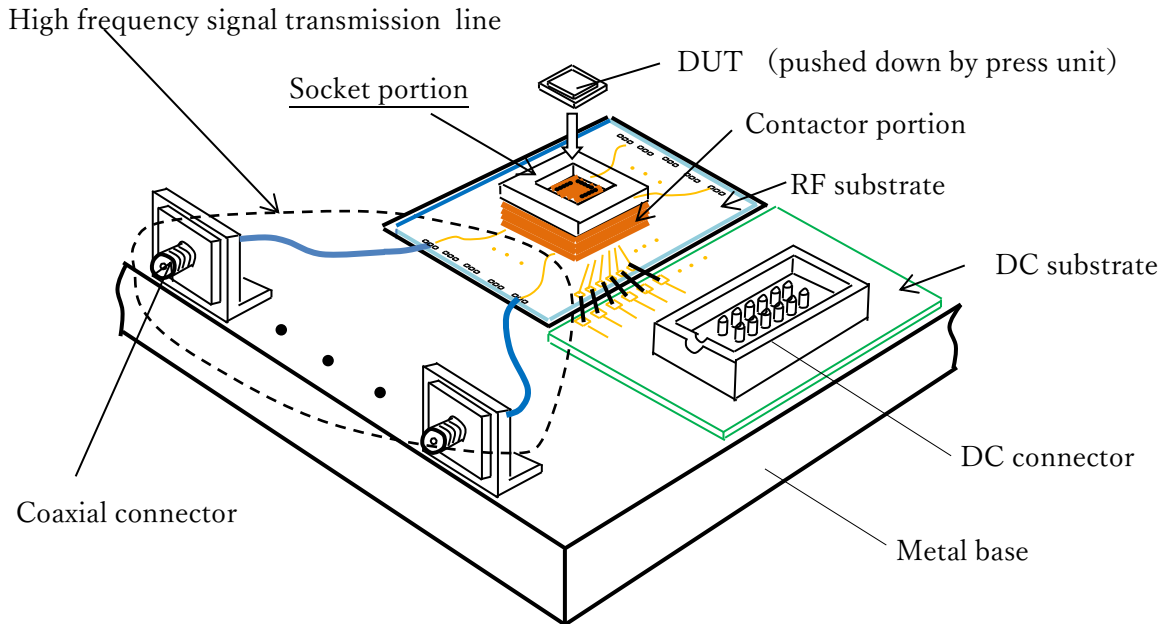 High frequency signal transmission line
DUT (pushed down by press unit)
Socket portion
Contactor portion
RF substrate
DC substrate
DC connector
Coaxial connector
Metal base